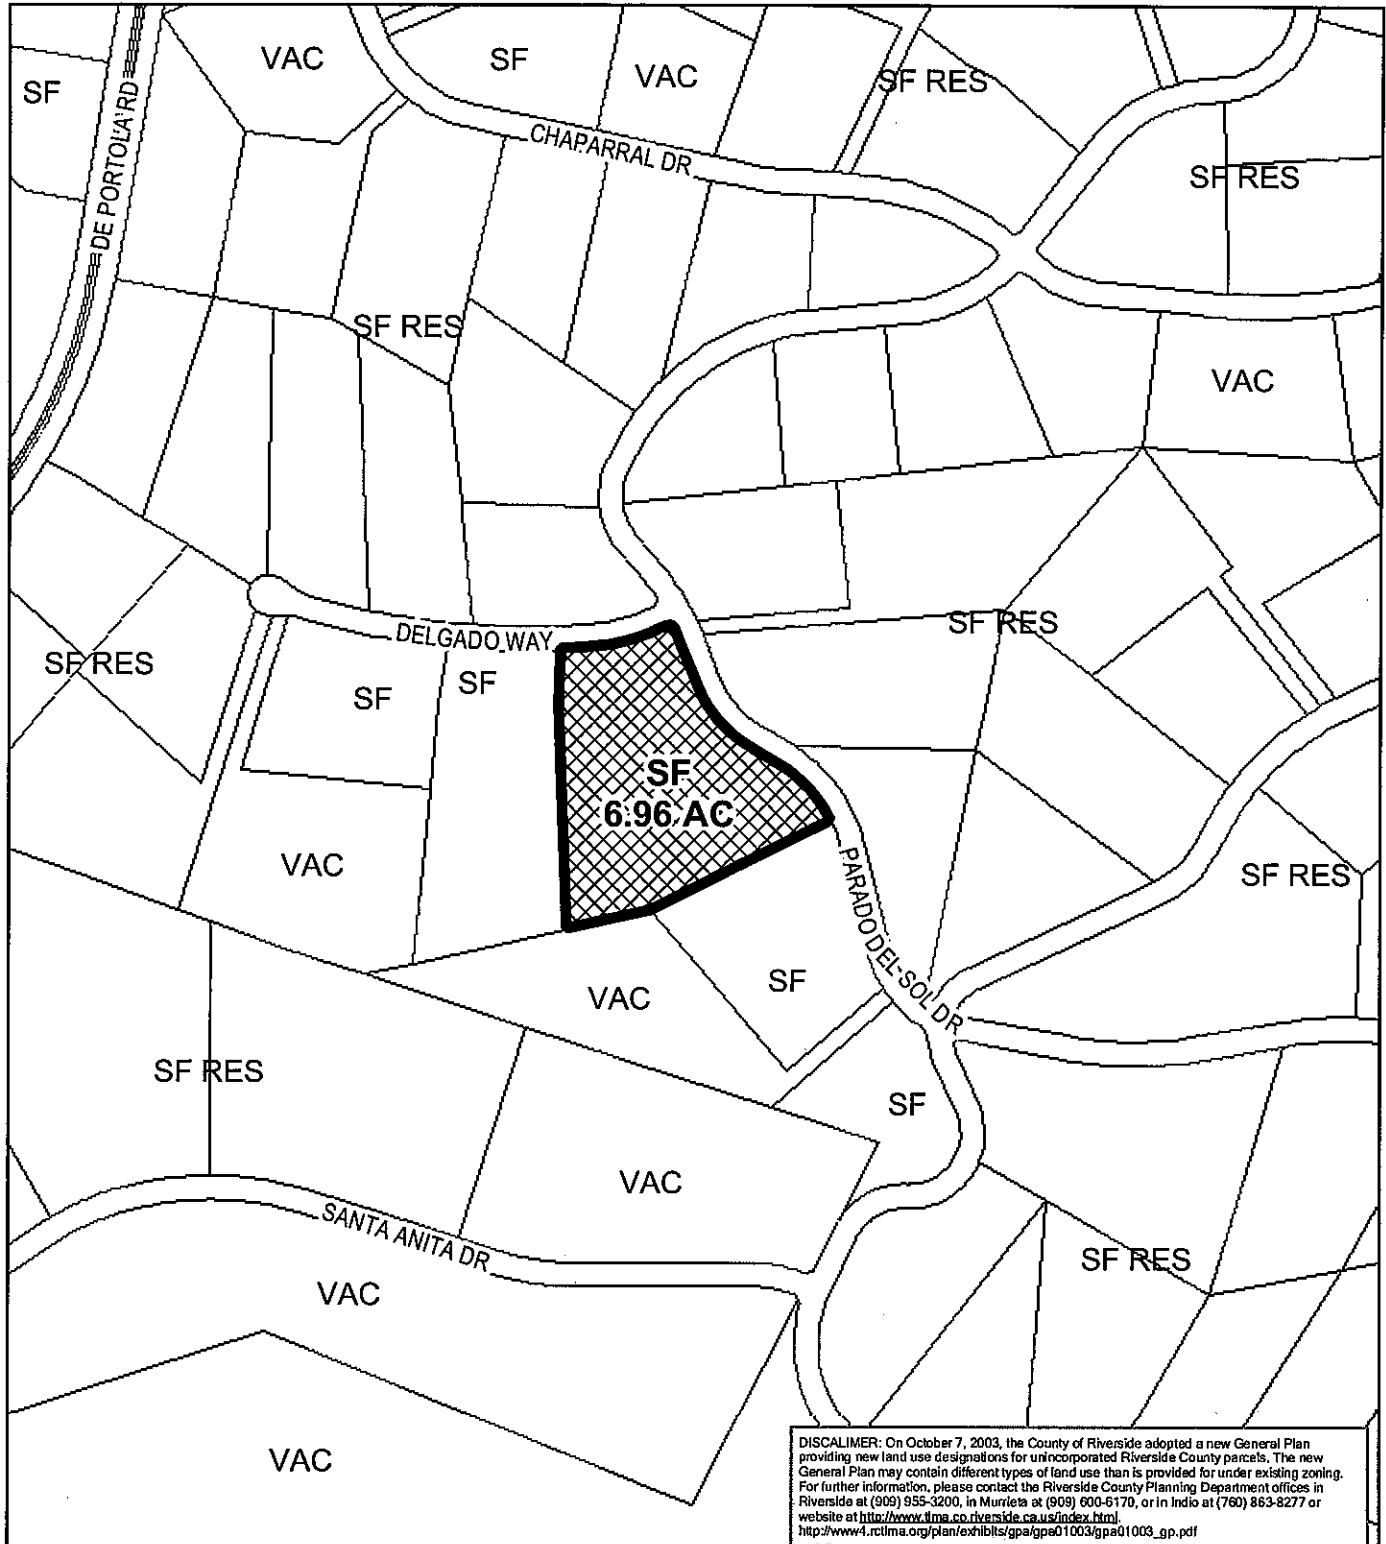 VAC
SF
VAC
SF RES
SF
DE PORTOLA RD
CHAPARRAL DR
SF RES
SF RES
VAC
DELGADO WAY
SF RES
SF RES
SF
SF
SF
6.96 AC
VAC
PARADO DEL SOL DR
SF RES
SF
VAC
SF RES
SF
VAC
SANTA ANITA DR
SF RES
VAC
VAC
DISCALIMER: On October 7, 2003, the County of Riverside adopted a new General Plan
providing new land use designations for unincorporated Riverside County parcels. The new
General Plan may contain different types of land use than is provided for under existing zoning.
For further information, please contact the Riverside County Planning Department offices in
Riverside at (909) 955-3200, in Murrieta at (909) 600-6170, or in Indio at (760) 863-8277 or
website at http://www.tlma.co.riverside.ca.us/index.html.
http://www4.rctlma.org/plan/exhibits/gpa/gpa01003/gpa01003_gp.pdf